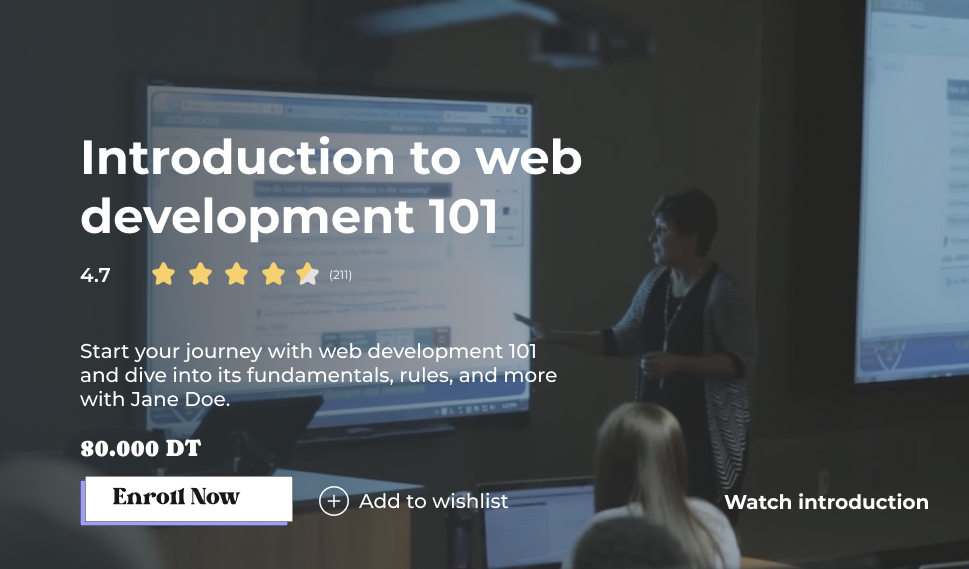 Introduction to web
development 101
4.7
(211)
Start your journey with web development 101
and dive into its fundamentals, rules, and more
with Jane Doe.
80.000 DT
Enroll Now
Add to wishlist
Watch introduction